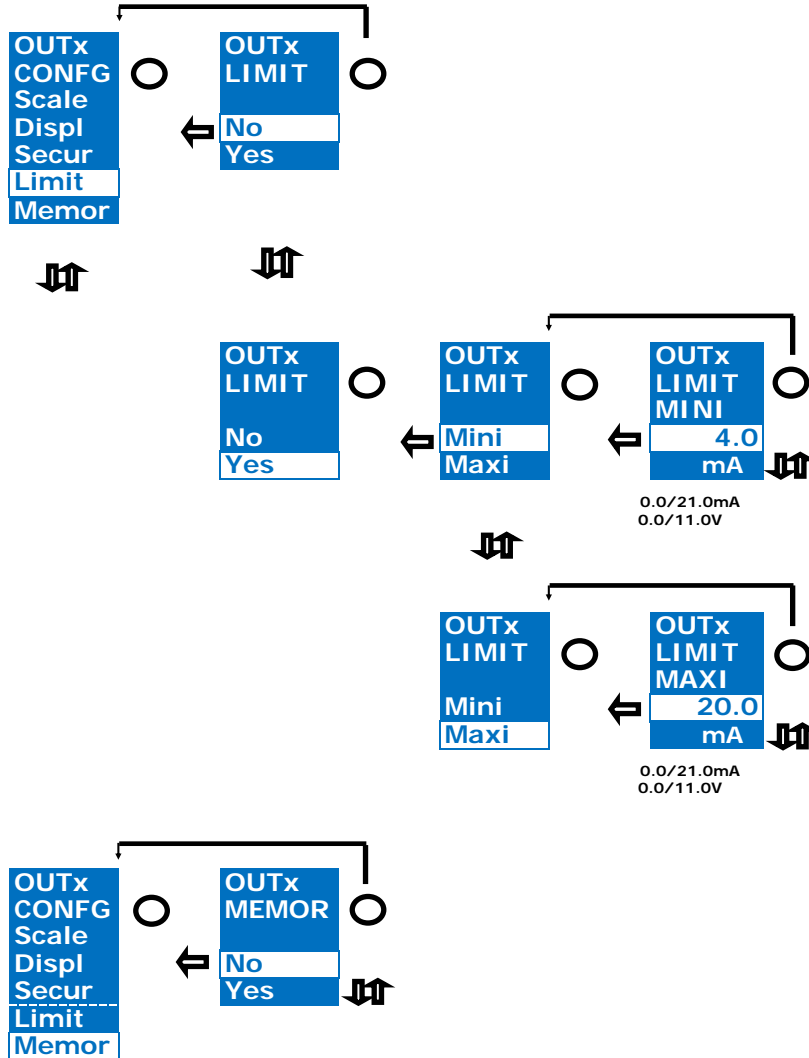 OUTx
CONFG
Scale
Displ
Secur
Limit
Memor
OUTx
LIMIT
No
Yes
OUTx
LIMIT
No
Yes
OUTx
LIMIT
Mini
Maxi
OUTx
LIMIT
MINI
4.0
mA
0.0/21.0mA
0.0/11.0V
OUTx
LIMIT
Mini
Maxi
OUTx
LIMIT
MAXI
20.0
mA
0.0/21.0mA
0.0/11.0V
OUTx
CONFG
Scale
Displ
Secur
Limit
Memor
OUTx
MEMOR
No
Yes